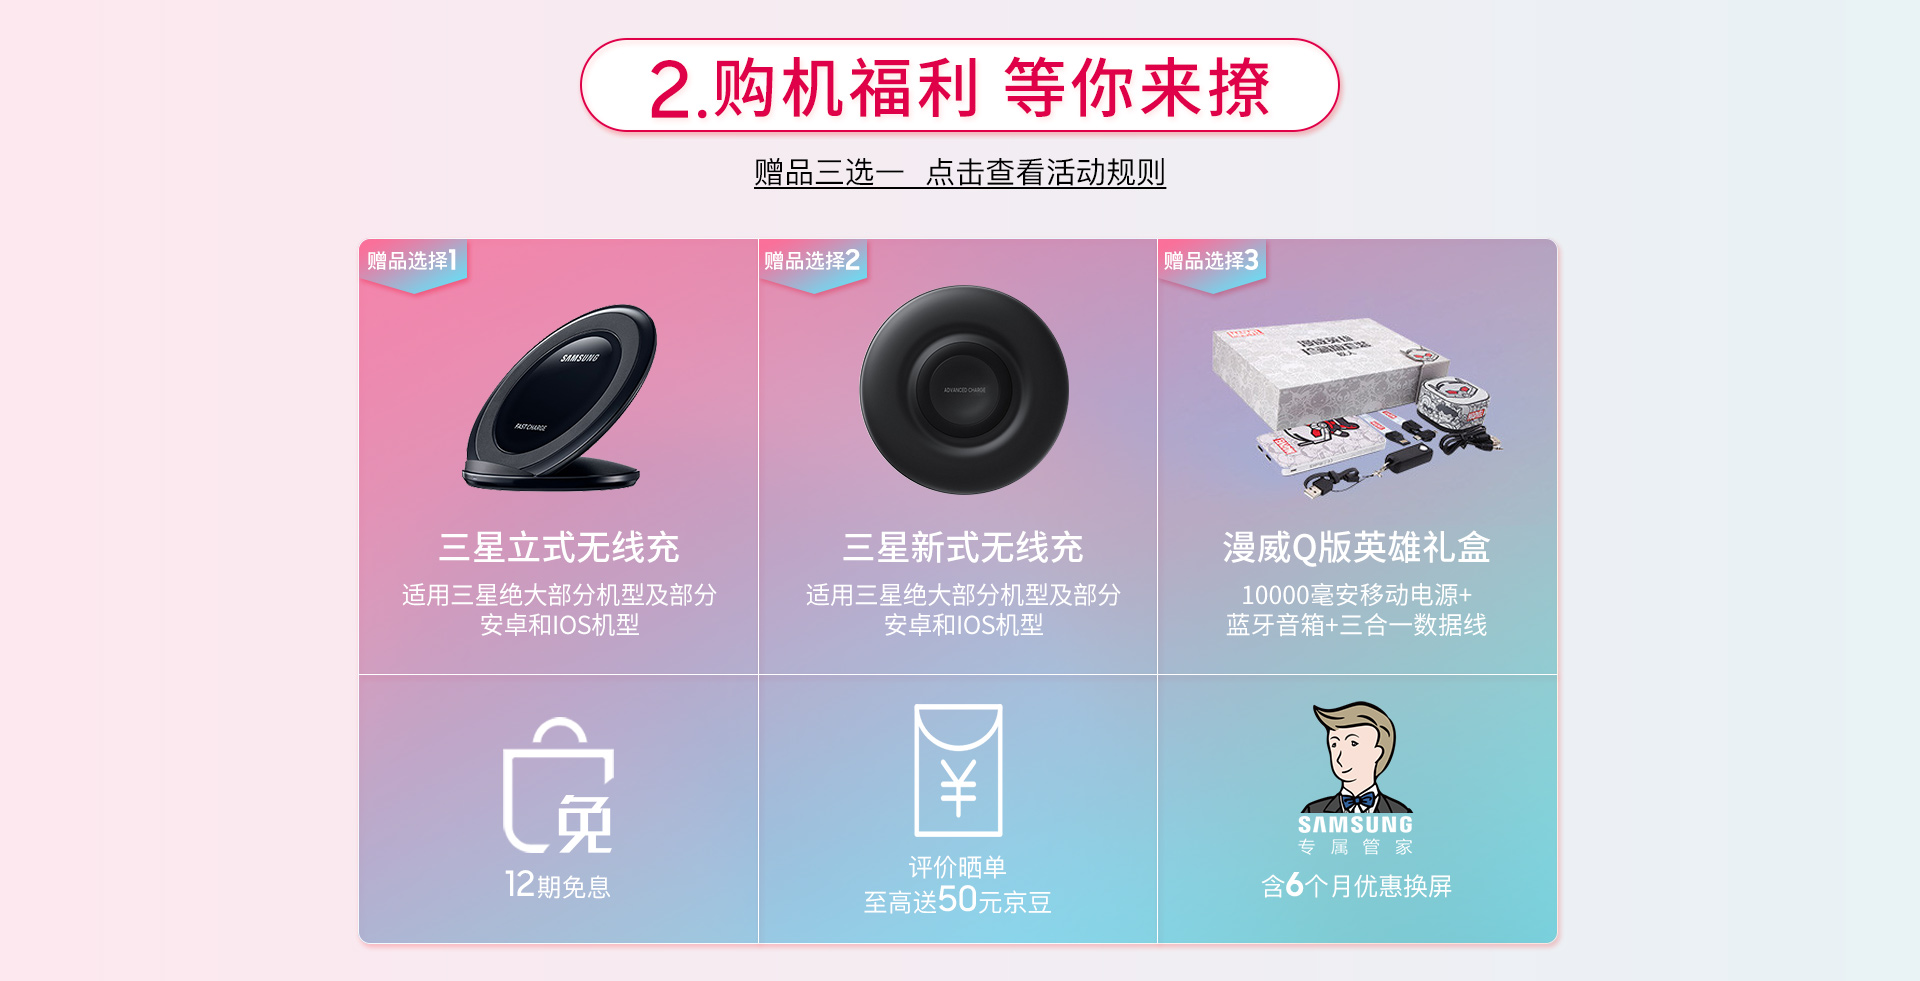 2.购机福利 等你来撩
赠品三选一 点击查看活动规则
赠品选择1
SAMSUNG
FAST CHARGE
三星立式无线充
适用三星绝大部分机型及部分
安卓和IOS机型
赠品选择2
ADVANCED CHARGE
三星新式无线充
适用三星绝大部分机型及部分
安卓和IOS机型
赠品选择3
漫威Q版英雄礼盒
10000毫安移动电源+
蓝牙音箱+三合一数据线
免
12期免息
¥
评价晒单
至高送50元京豆
SAMSUNG
专属管家
含6个月优惠换屏